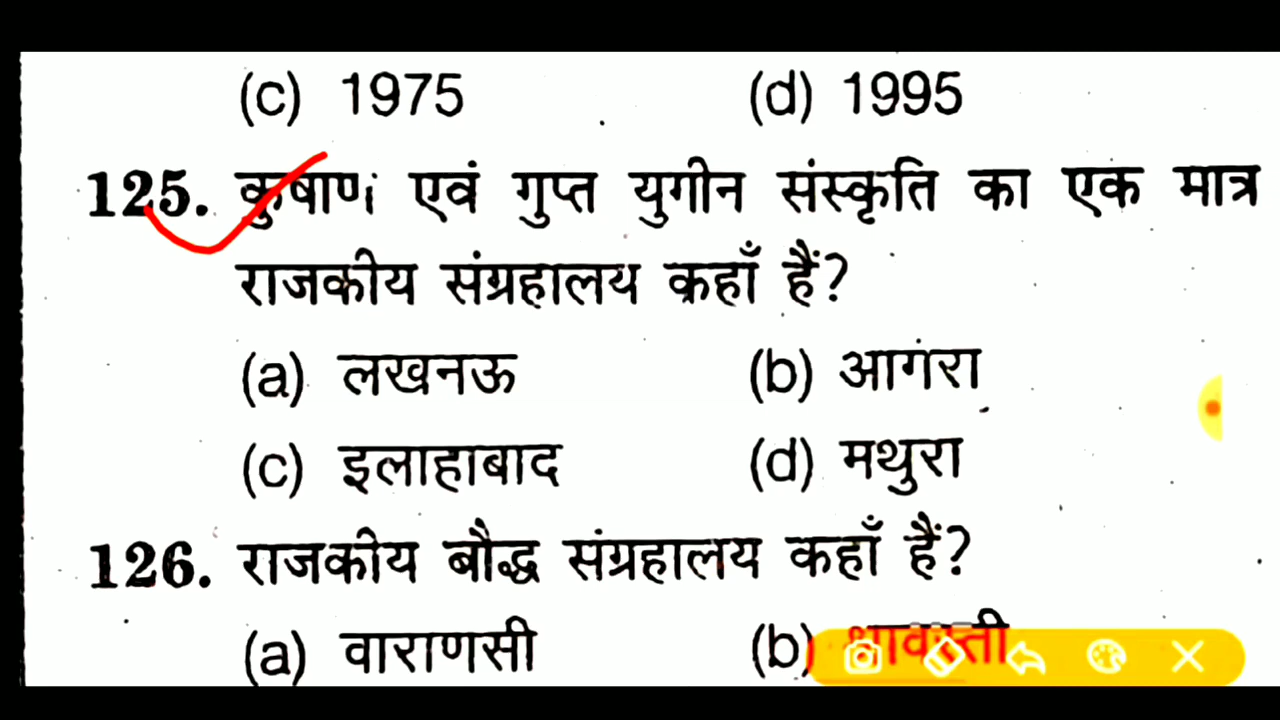 (c) 1975 (d) 1995
125. कुषाण एवं गुप्त युगीन संस्कृति का एक मात्र
राजकीय संग्रहालय कहाँ हैं?
(a) लखनऊ (b) आगरा
(c) इलाहाबाद (d) मथुरा
126. राजकीय बौद्ध संग्रहालय कहाँ हैं?
(a) वाराणसी (b) श्रावस्ती